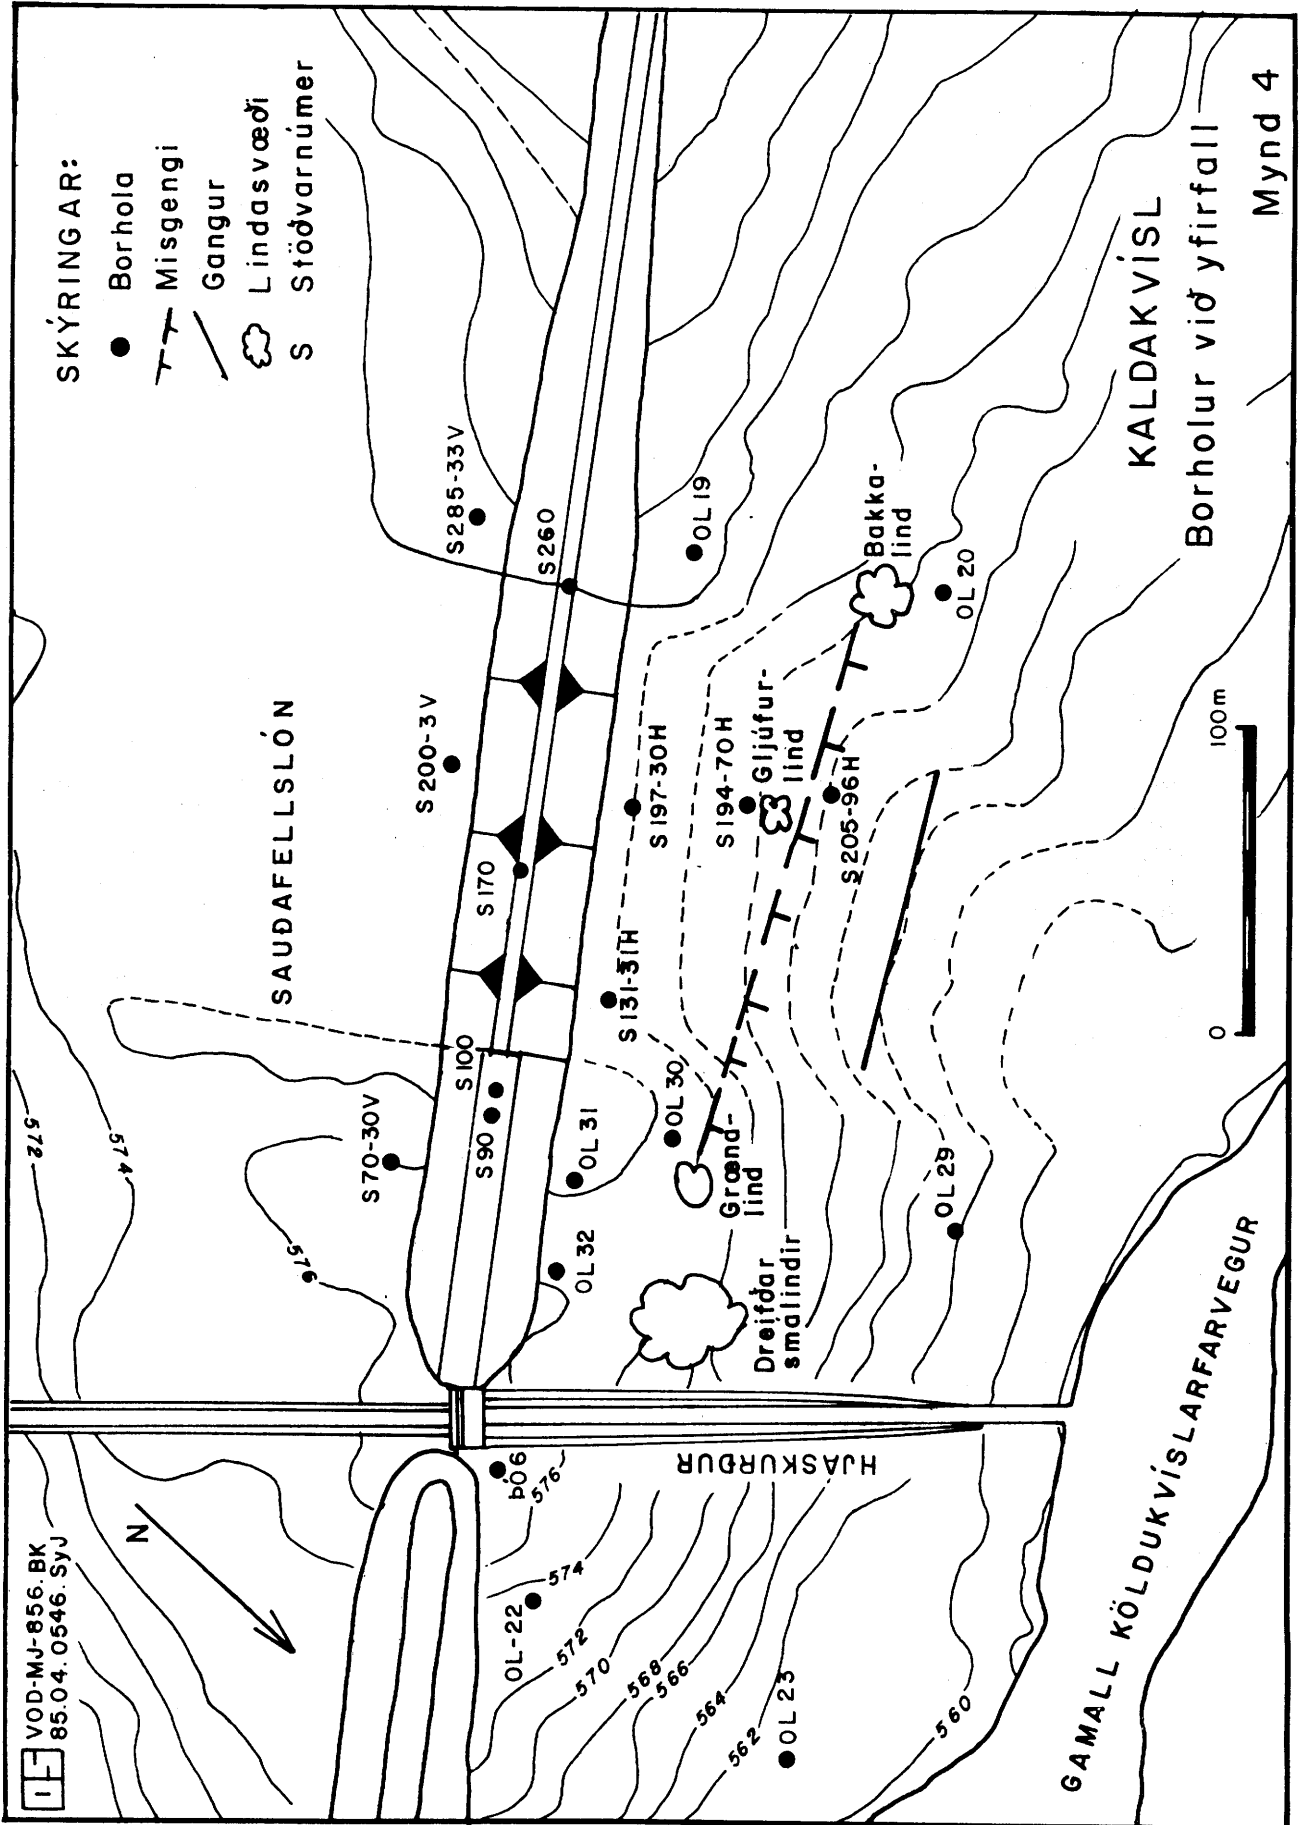 VOD-MJ-856. BK
85.04. 0546. SyJ
N
SKÝRINGAR:
Borhola
Misgengi
Gangur
Lindasvæði
S Stöðvarnúmer
572
574
576
SAUÐAFELLSLÓN
S70-30V
S200-3V
S285-33V
S90
S100
S170
S260
Þ06
576
OL-22
574
572
570
568
566
564
562
560
OL 23
HJÁSKURÐUR
OL 32
OL 31
OL 30
S131-31H
S197-30H
S194-70H
S205-96H
OL 19
OL 20
OL 29
Grœnd-
lind
Dreifðar
smálindir
Gljúfur-
lind
Bakka-
lind
0
100m
GAMALL KÖLDUKVÍSLARFARVEGUR
KALDAKVÍSL
Borholur við yfirfall
Mynd 4